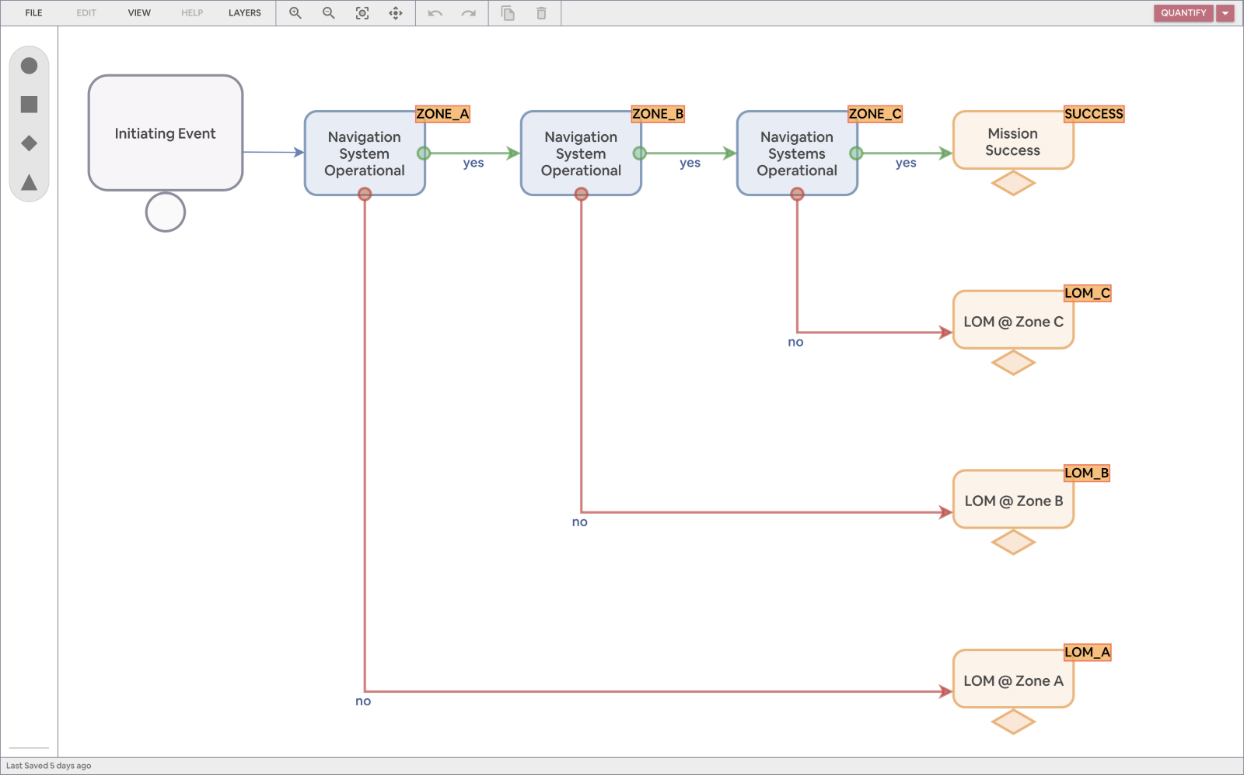 FILE EDIT VIEW HELP LAYERS QUANTIFY
Initiating Event
ZONE_A
Navigation
System
Operational
yes
ZONE_B
Navigation
System
Operational
yes
ZONE_C
Navigation
Systems
Operational
yes
SUCCESS
Mission
Success
LOM_C
LOM @ Zone C
no
LOM_B
LOM @ Zone B
no
LOM_A
LOM @ Zone A
no
Last Saved 5 days ago